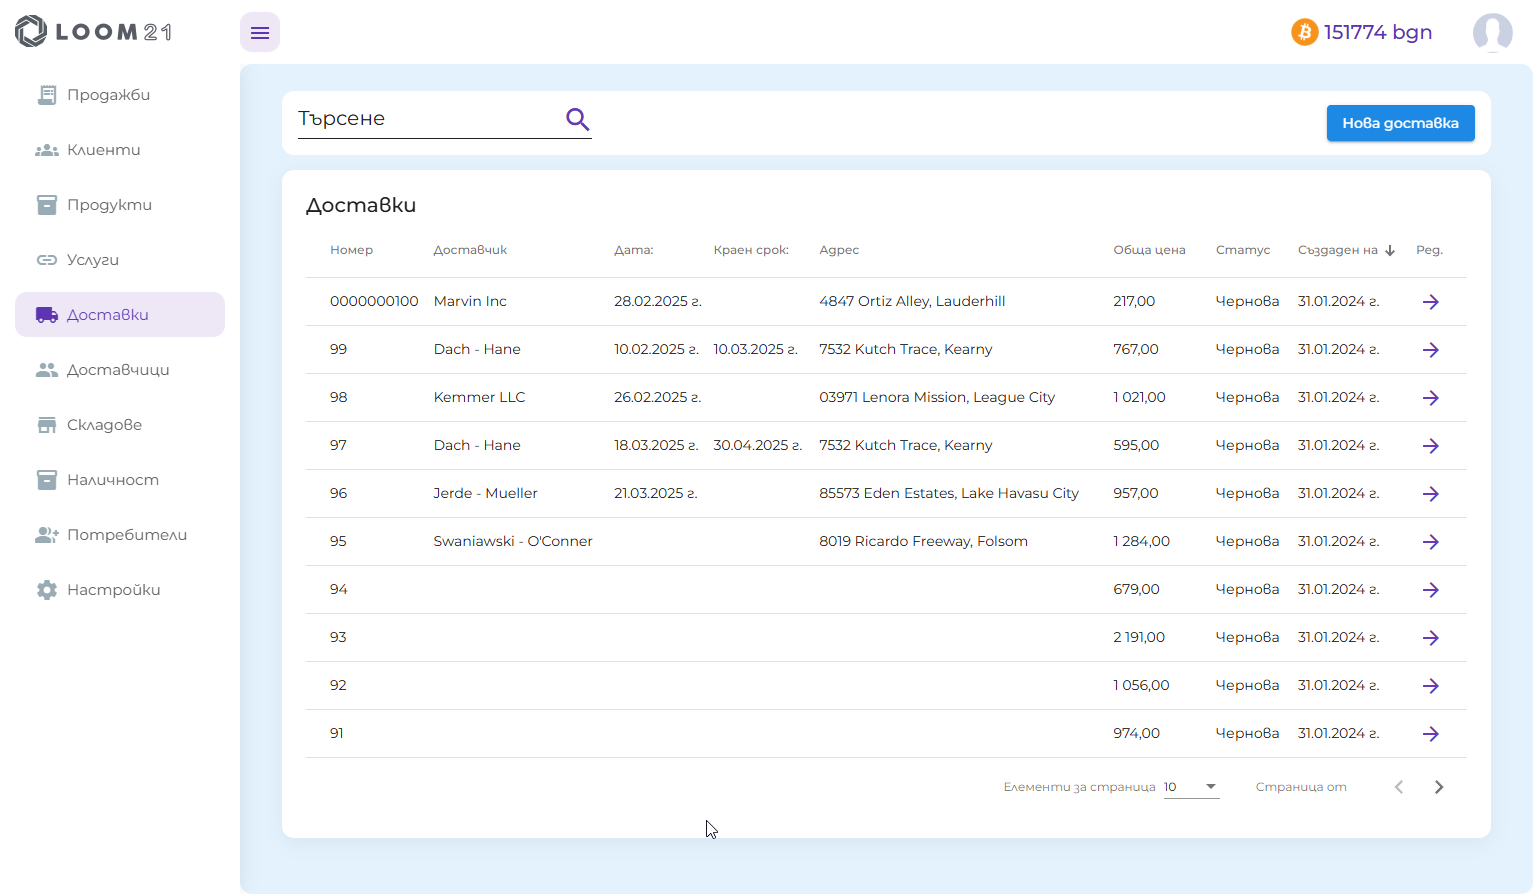 LOOM 21
151774 bgn
Продажби
Клиенти
Продукти
Услуги
Доставки
Доставчици
Складове
Наличност
Потребители
Настройки
Търсене
Нова доставка
Доставки
Номер Доставчик Дата: Краен срок: Адрес Обща цена Статус Създаден на Ред.
0000000100 Marvin Inc 28.02.2025 г. 4847 Ortiz Alley, Lauderhill 217,00 Чернова 31.01.2024 г.
99 Dach - Hane 10.02.2025 г. 10.03.2025 г. 7532 Kutch Trace, Kearny 767,00 Чернова 31.01.2024 г.
98 Kemmer LLC 26.02.2025 г. 03971 Lenora Mission, League City 1 021,00 Чернова 31.01.2024 г.
97 Dach - Hane 18.03.2025 г. 30.04.2025 г. 7532 Kutch Trace, Kearny 595,00 Чернова 31.01.2024 г.
96 Jerde - Mueller 21.03.2025 г. 85573 Eden Estates, Lake Havasu City 957,00 Чернова 31.01.2024 г.
95 Swaniawski - O'Conner 8019 Ricardo Freeway, Folsom 1 284,00 Чернова 31.01.2024 г.
94 679,00 Чернова 31.01.2024 г.
93 2 191,00 Чернова 31.01.2024 г.
92 1 056,00 Чернова 31.01.2024 г.
91 974,00 Чернова 31.01.2024 г.
Елементи за страница 10 Страница от